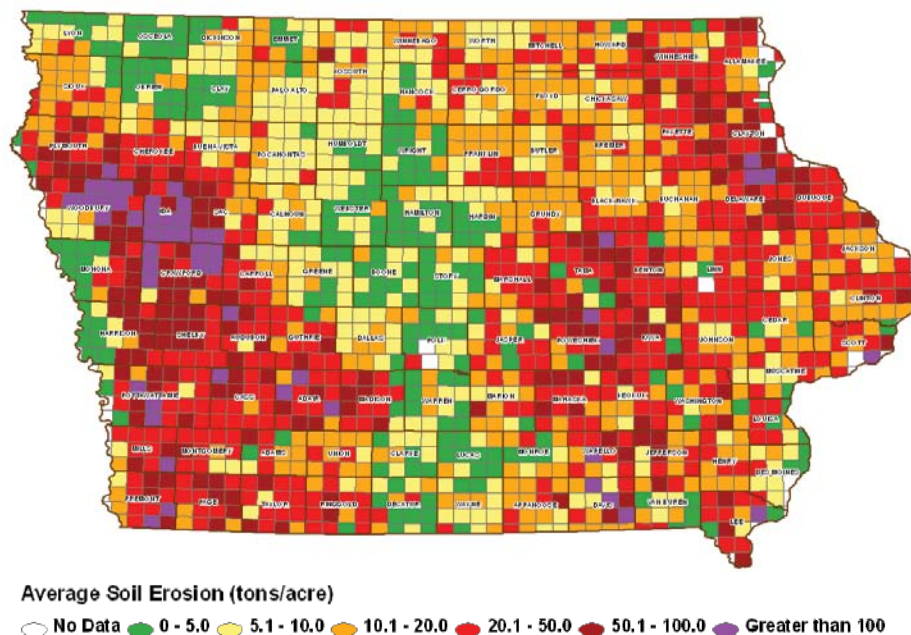 LYON OSCEOLA DICKINSON EMMET WINNEBAGO WORTH MITCHELL HOWARD WINNESHIEK ALLAMAKEE
KOSSUTH
SIOUX OBRIEN CLAY PALO ALTO HANCOCK CERRO GORDO FLOYD CHICKASAW
PLYMOUTH CHEROKEE BUENA VISTA POCAHONTAS HUMBOLDT WRIGHT FRANKLIN BUTLER BREMER FAYETTE CLAYTON
WOODBURY IDA SAC CALHOUN WEBSTER HAMILTON HARDIN GRUNDY BLACK HAWK BUCHANAN DELAWARE DUBUQUE
MONONA CRAWFORD CARROLL GREENE BOONE STORY MARSHALL TAMA BENTON LINN JONES JACKSON
CLINTON
HARRISON SHELBY AUDUBON GUTHRIE DALLAS POLK JASPER POWESHIEK IOWA JOHNSON CEDAR SCOTT
MUSCATINE
POTTAWATTAMIE CASS ADAIR MADISON WARREN MARION MAHASKA KEOKUK WASHINGTON LOUISA
MILLS MONTGOMERY ADAMS UNION CLARKE LUCAS MONROE WAPELLO JEFFERSON HENRY DES MOINES
FREMONT PAGE TAYLOR RINGGOLD DECATUR WAYNE APPANOOSE DAVIS VAN BUREN LEE
Average Soil Erosion (tons/acre)
No Data 0 - 5.0 5.1 - 10.0 10.1 - 20.0 20.1 - 50.0 50.1 - 100.0 Greater than 100